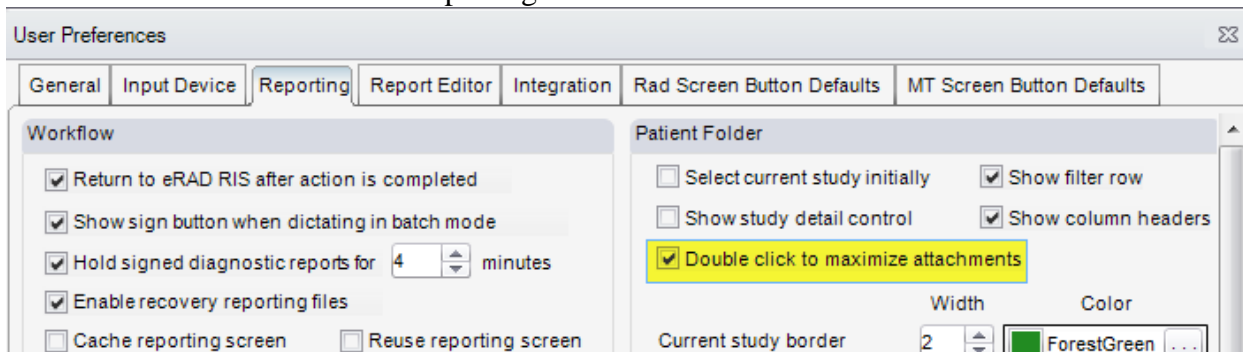 User Preferences
General Input Device Reporting Report Editor Integration Rad Screen Button Defaults MT Screen Button Defaults
Workflow
Return to eRAD RIS after action is completed
Show sign button when dictating in batch mode
Hold signed diagnostic reports for 4 minutes
Enable recovery reporting files
Cache reporting screen Reuse reporting screen
Patient Folder
Select current study initially Show filter row
Show study detail control Show column headers
Double click to maximize attachments
Width Color
Current study border 2 ForestGreen ...